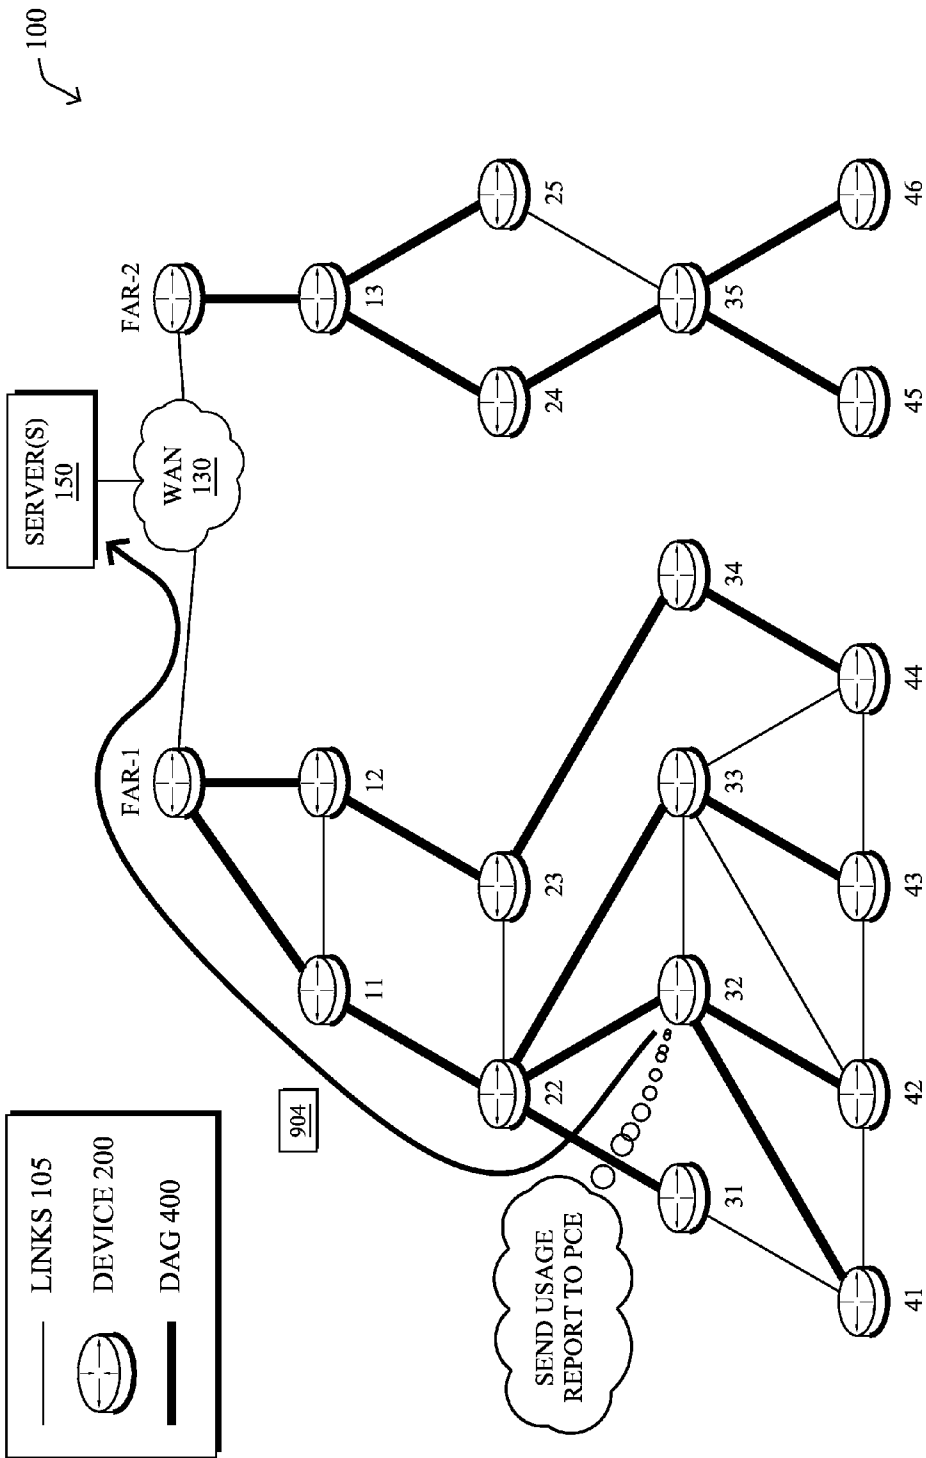 100
SERVER(S)
150
WAN
130
FAR-1
FAR-2
11
12
13
22
23
24
25
31
32
33
34
35
41
42
43
44
45
46
904
SEND USAGE
REPORT TO PCE
LINKS 105
DEVICE 200
DAG 400